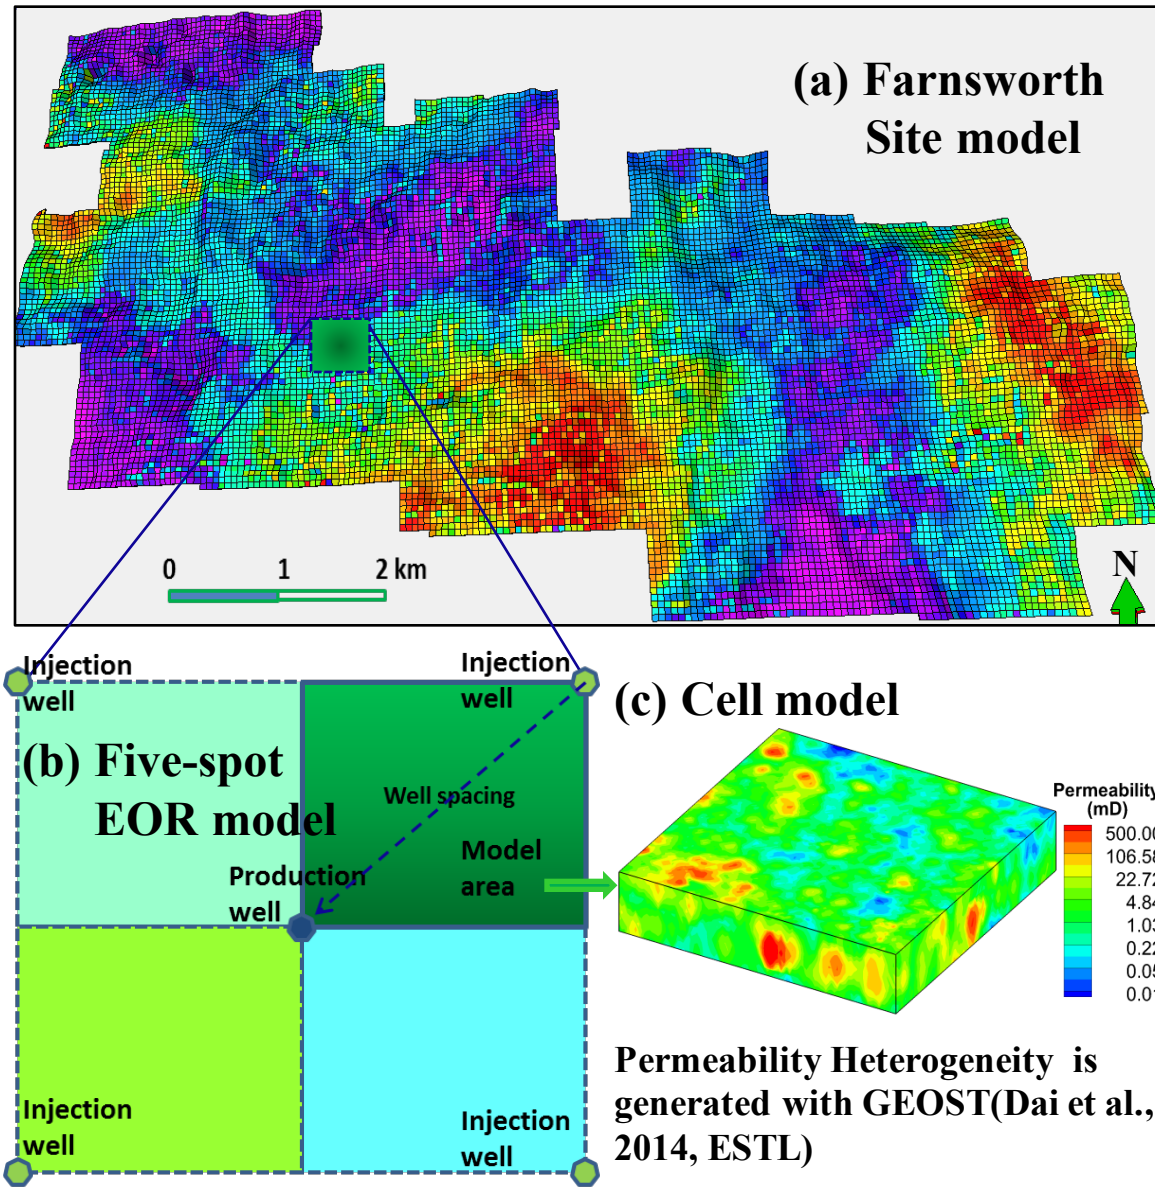 (a) Farnsworth
Site model
0 1 2 km
N
Injection
well
Injection
well
(b) Five-spot
EOR model
Well spacing
Model
area
Production
well
Injection
well
Injection
well
(c) Cell model
Permeability
(mD)
500.00
106.58
22.72
4.84
1.03
0.22
0.05
0.01
Permeability Heterogeneity is
generated with GEOST(Dai et al.,
2014, ESTL)